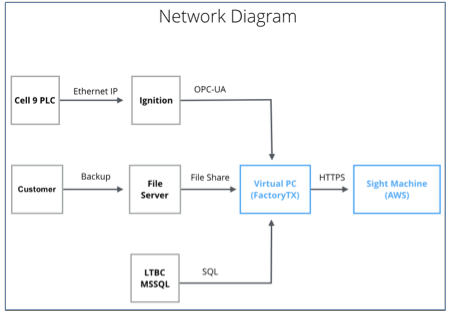 Network Diagram
Cell 9 PLC
Ethernet IP
Ignition
OPC-UA
Customer
Backup
File
Server
File Share
Virtual PC
(FactoryTX)
HTTPS
Sight Machine
(AWS)
LTBC
MSSQL
SQL